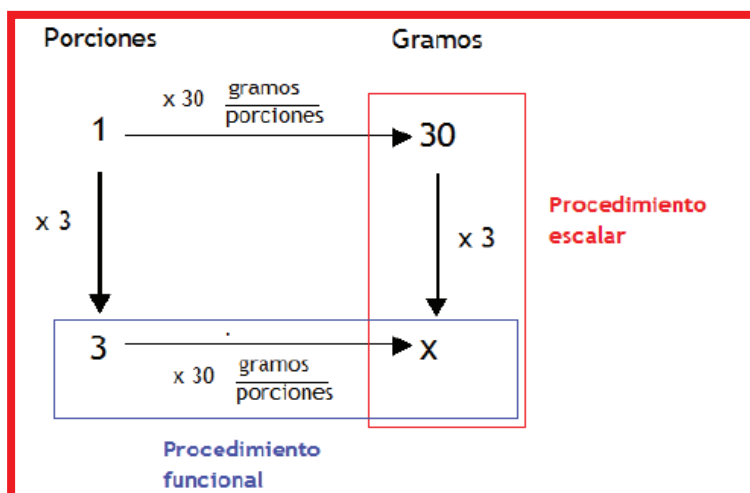 Porciones Gramos
x 30 gramos
porciones
1 30
x 3 x 3
Procedimiento
escalar
3 x
x 30 gramos
porciones
Procedimiento
funcional